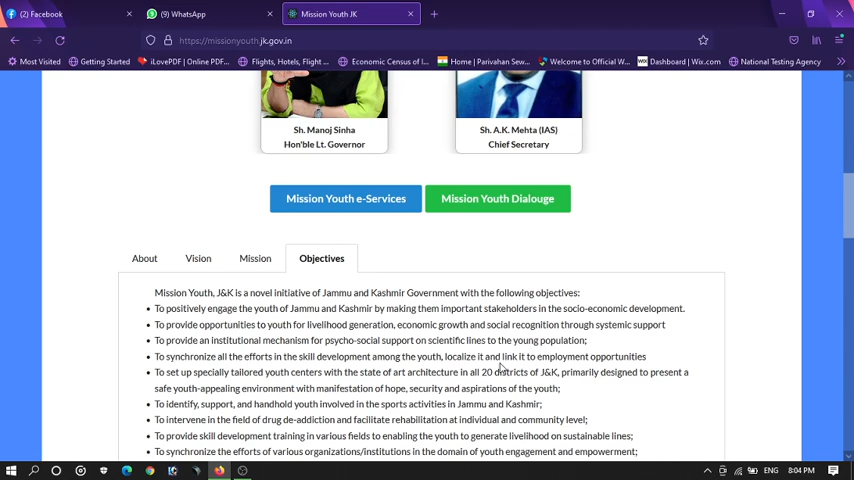 (2) Facebook
(9) WhatsApp
Mission Youth JK
https://missionyouth.jk.gov.in
Most Visited
Getting Started
iLovePDF | Online PDF...
Flights, Hotels, Flight ...
Economic Census of I...
Home | Parivahan Sew...
Welcome to Official W...
Dashboard | Wix.com
National Testing Agency
Sh. Manoj Sinha
Hon'ble Lt. Governor
Sh. A.K. Mehta (IAS)
Chief Secretary
Mission Youth e-Services
Mission Youth Dialouge
About
Vision
Mission
Objectives
Mission Youth, J&K is a novel initiative of Jammu and Kashmir Government with the following objectives:
• To positively engage the youth of Jammu and Kashmir by making them important stakeholders in the socio-economic development.
• To provide opportunities to youth for livelihood generation, economic growth and social recognition through systemic support
• To provide an institutional mechanism for psycho-social support on scientific lines to the young population;
• To synchronize all the efforts in the skill development among the youth, localize it and link it to employment opportunities
• To set up specially tailored youth centers with the state of art architecture in all 20 districts of J&K, primarily designed to present a
safe youth-appealing environment with manifestation of hope, security and aspirations of the youth;
• To identify, support, and handhold youth involved in the sports activities in Jammu and Kashmir;
• To intervene in the field of drug de-addiction and facilitate rehabilitation at individual and community level;
• To provide skill development training in various fields to enabling the youth to generate livelihood on sustainable lines;
• To synchronize the efforts of various organizations/institutions in the domain of youth engagement and empowerment;
ENG
8:04 PM